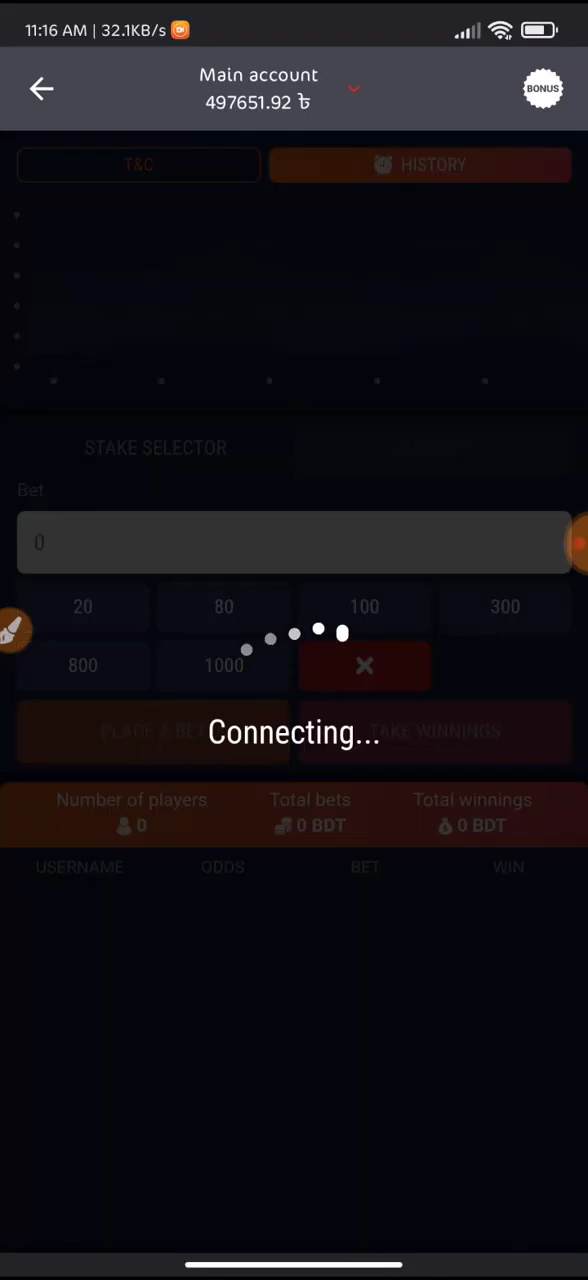 11:16 AM | 32.1KB/s
Main account
497651.92 ৳
BONUS
T&C
HISTORY
STAKE SELECTOR
Bet
0
20
80
100
300
800
1000
Connecting...
TAKE WINNINGS
Number of players
Total bets
Total winnings
0
0 BDT
0 BDT
USERNAME
ODDS
BET
WIN